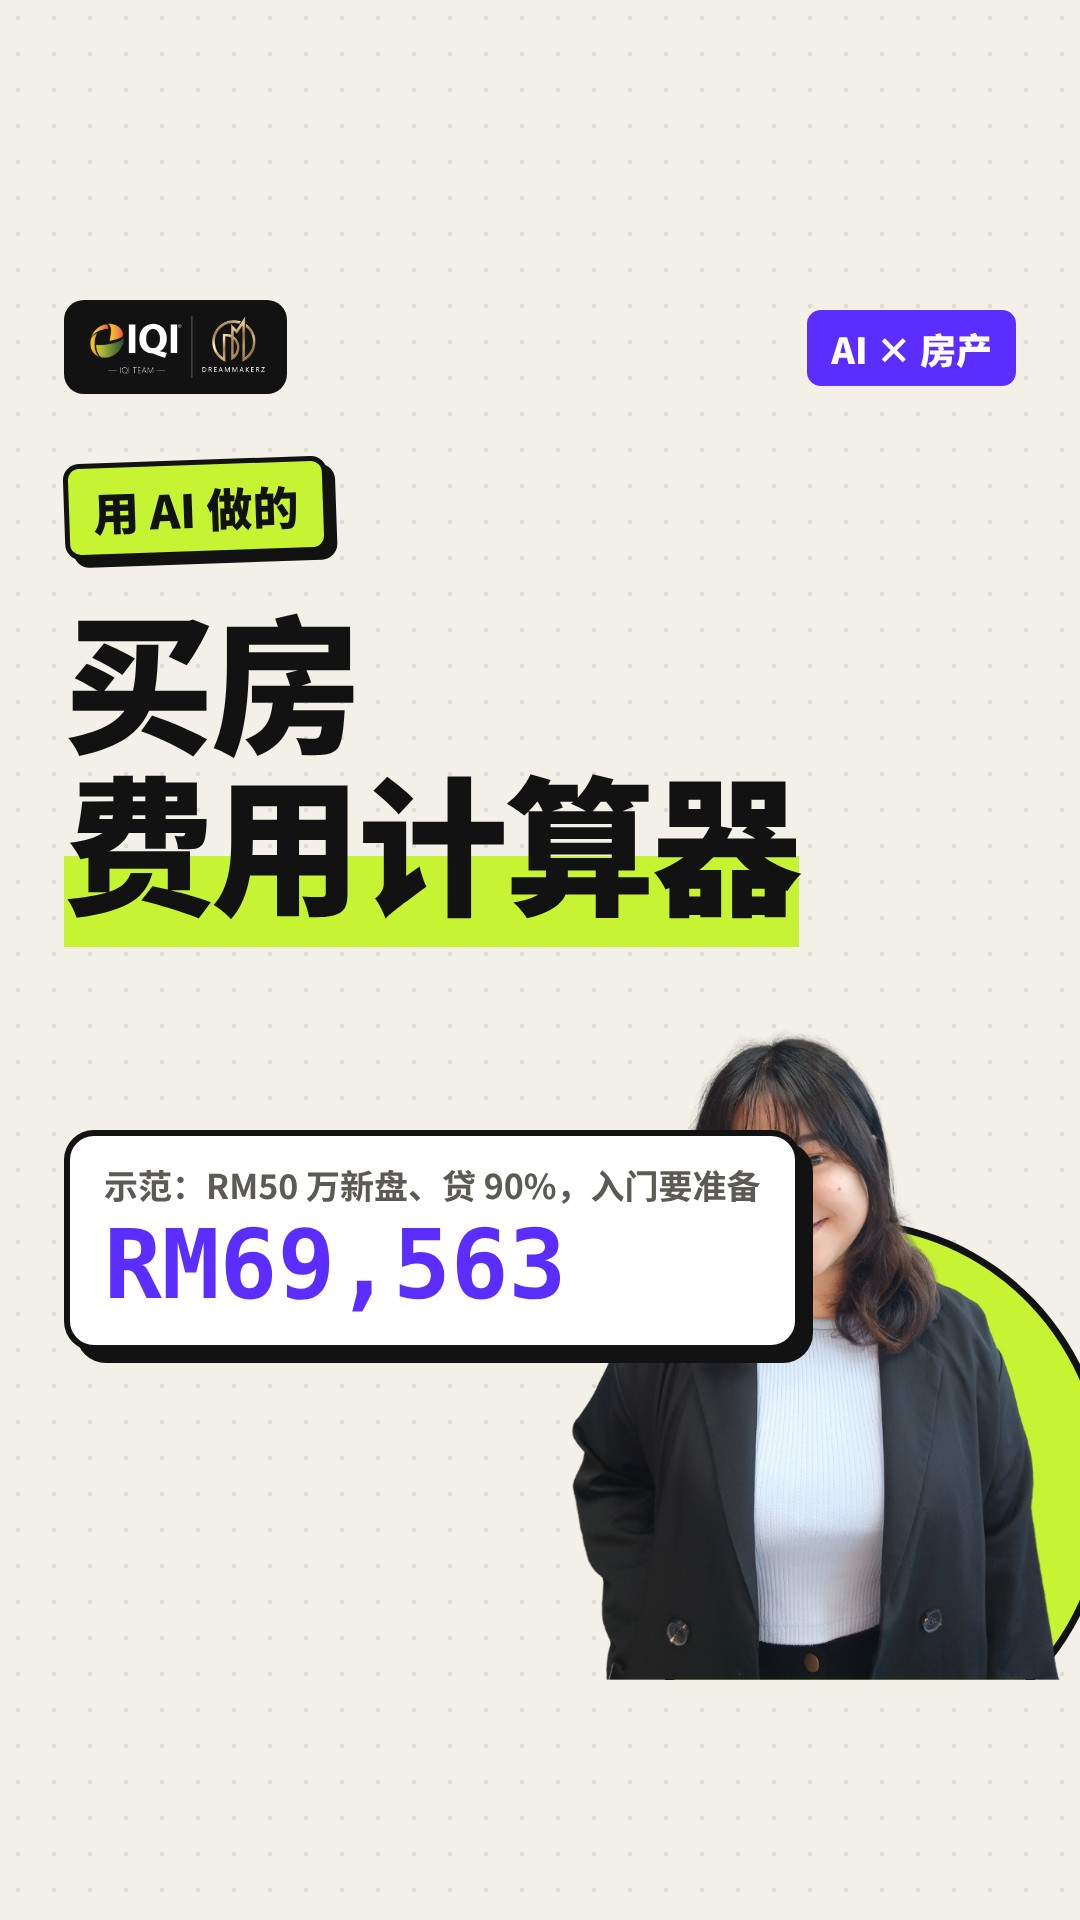 IQI
— IQI TEAM —
DREAMMAKERZ
AI × 房产
用 AI 做的
买房
费用计算器
示范：RM50 万新盘、贷 90%，入门要准备
RM69,563